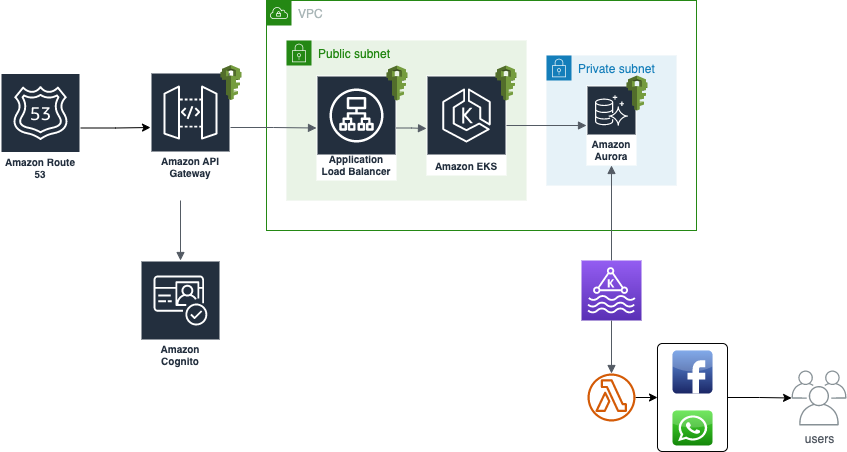 VPC
Public subnet
Private subnet
53
Amazon Route
53
</>
Amazon API
Gateway
Application
Load Balancer
K
Amazon EKS
Amazon
Aurora
Amazon
Cognito
K
f
users